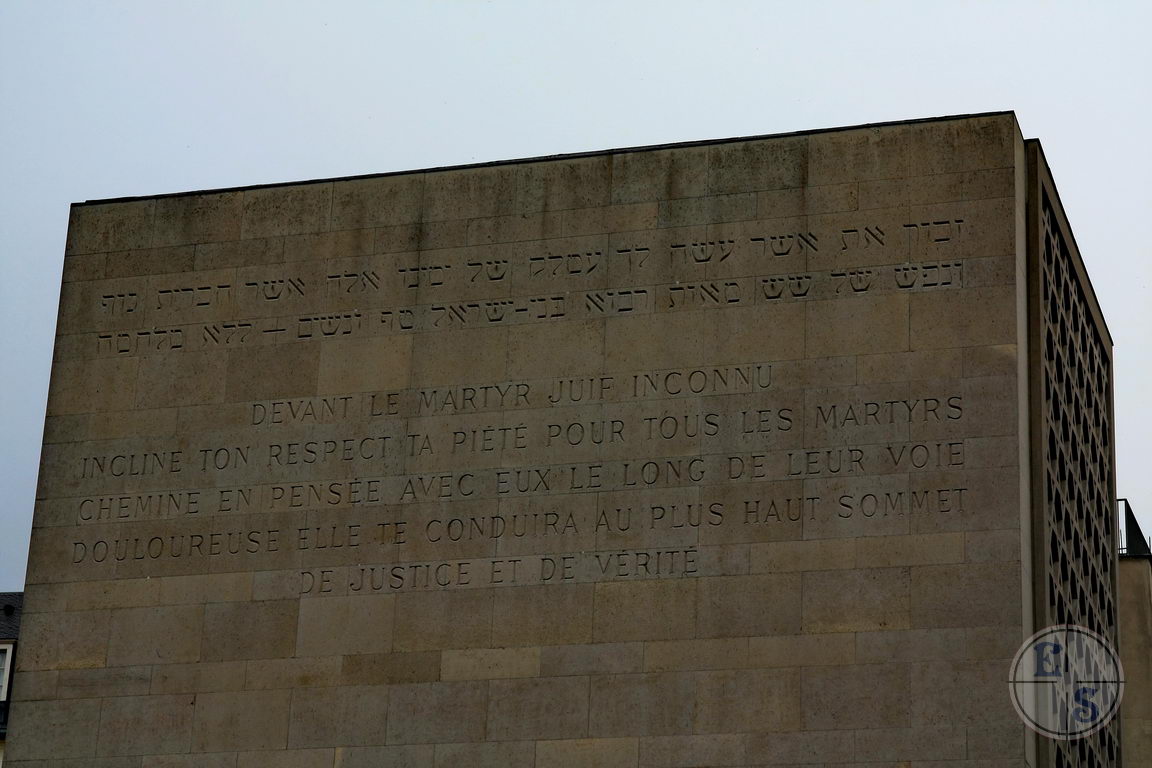 זכור את אשר עשה לך עמלק של ימינו אלה אשר הכרית גוף
ונפש של שש מאות רבוא בני-ישראל טף ונשים – ללא מלחמה
DEVANT LE MARTYR JUIF INCONNU
INCLINE TON RESPECT TA PIÉTÉ POUR TOUS LES MARTYRS
CHEMINE EN PENSÉE AVEC EUX LE LONG DE LEUR VOIE
DOULOUREUSE ELLE TE CONDUIRA AU PLUS HAUT SOMMET
DE JUSTICE ET DE VÉRITÉ
E S